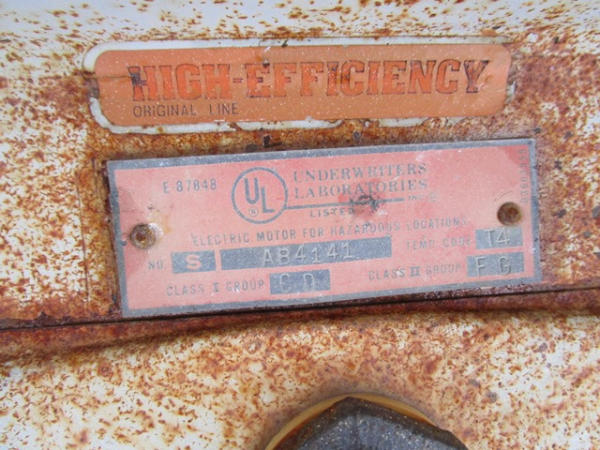 HIGH-EFFICIENCY
ORIGINAL LINE
E 87848
UL
UNDERWRITERS
LABORATORIES
LISTED
ELECTRIC MOTOR FOR HAZARDOUS LOCATIONS
TEMP. CODE T4
NO. S AB4141
CLASS I GROUP C D
CLASS II GROUP F G